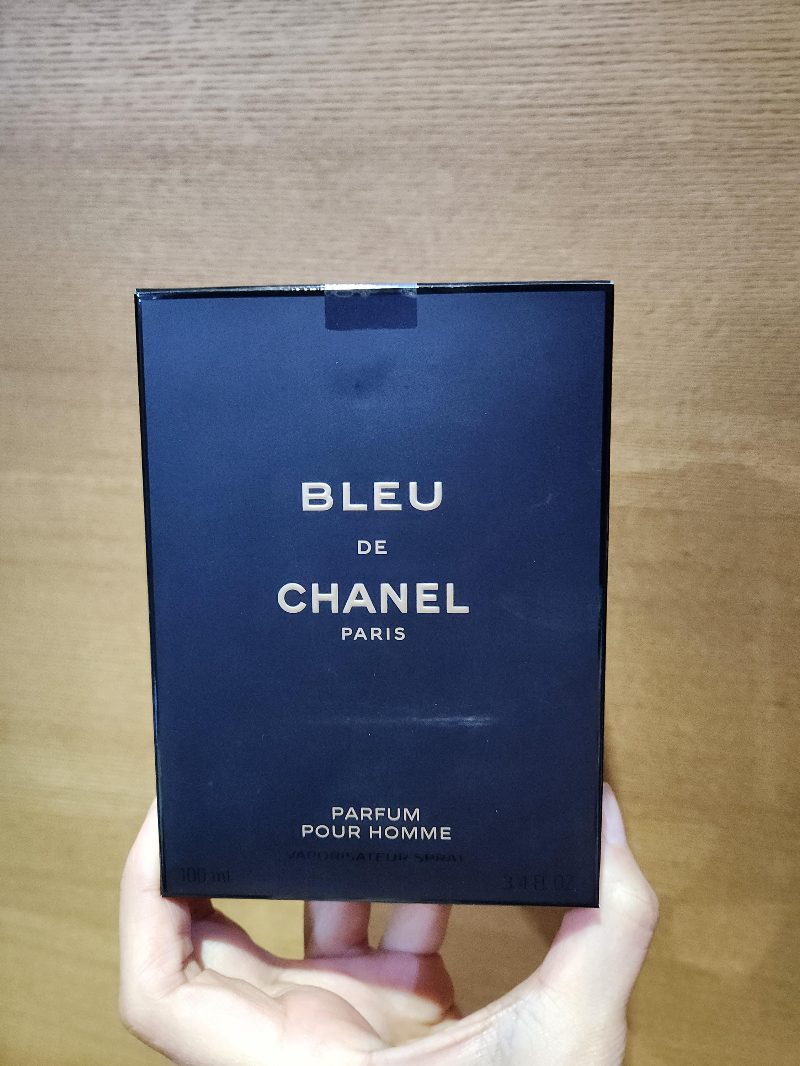 BLEU
DE
CHANEL
PARIS
PARFUM
POUR HOMME
VAPORISATEUR SPRAY
100 ml
3.4 FL. OZ.